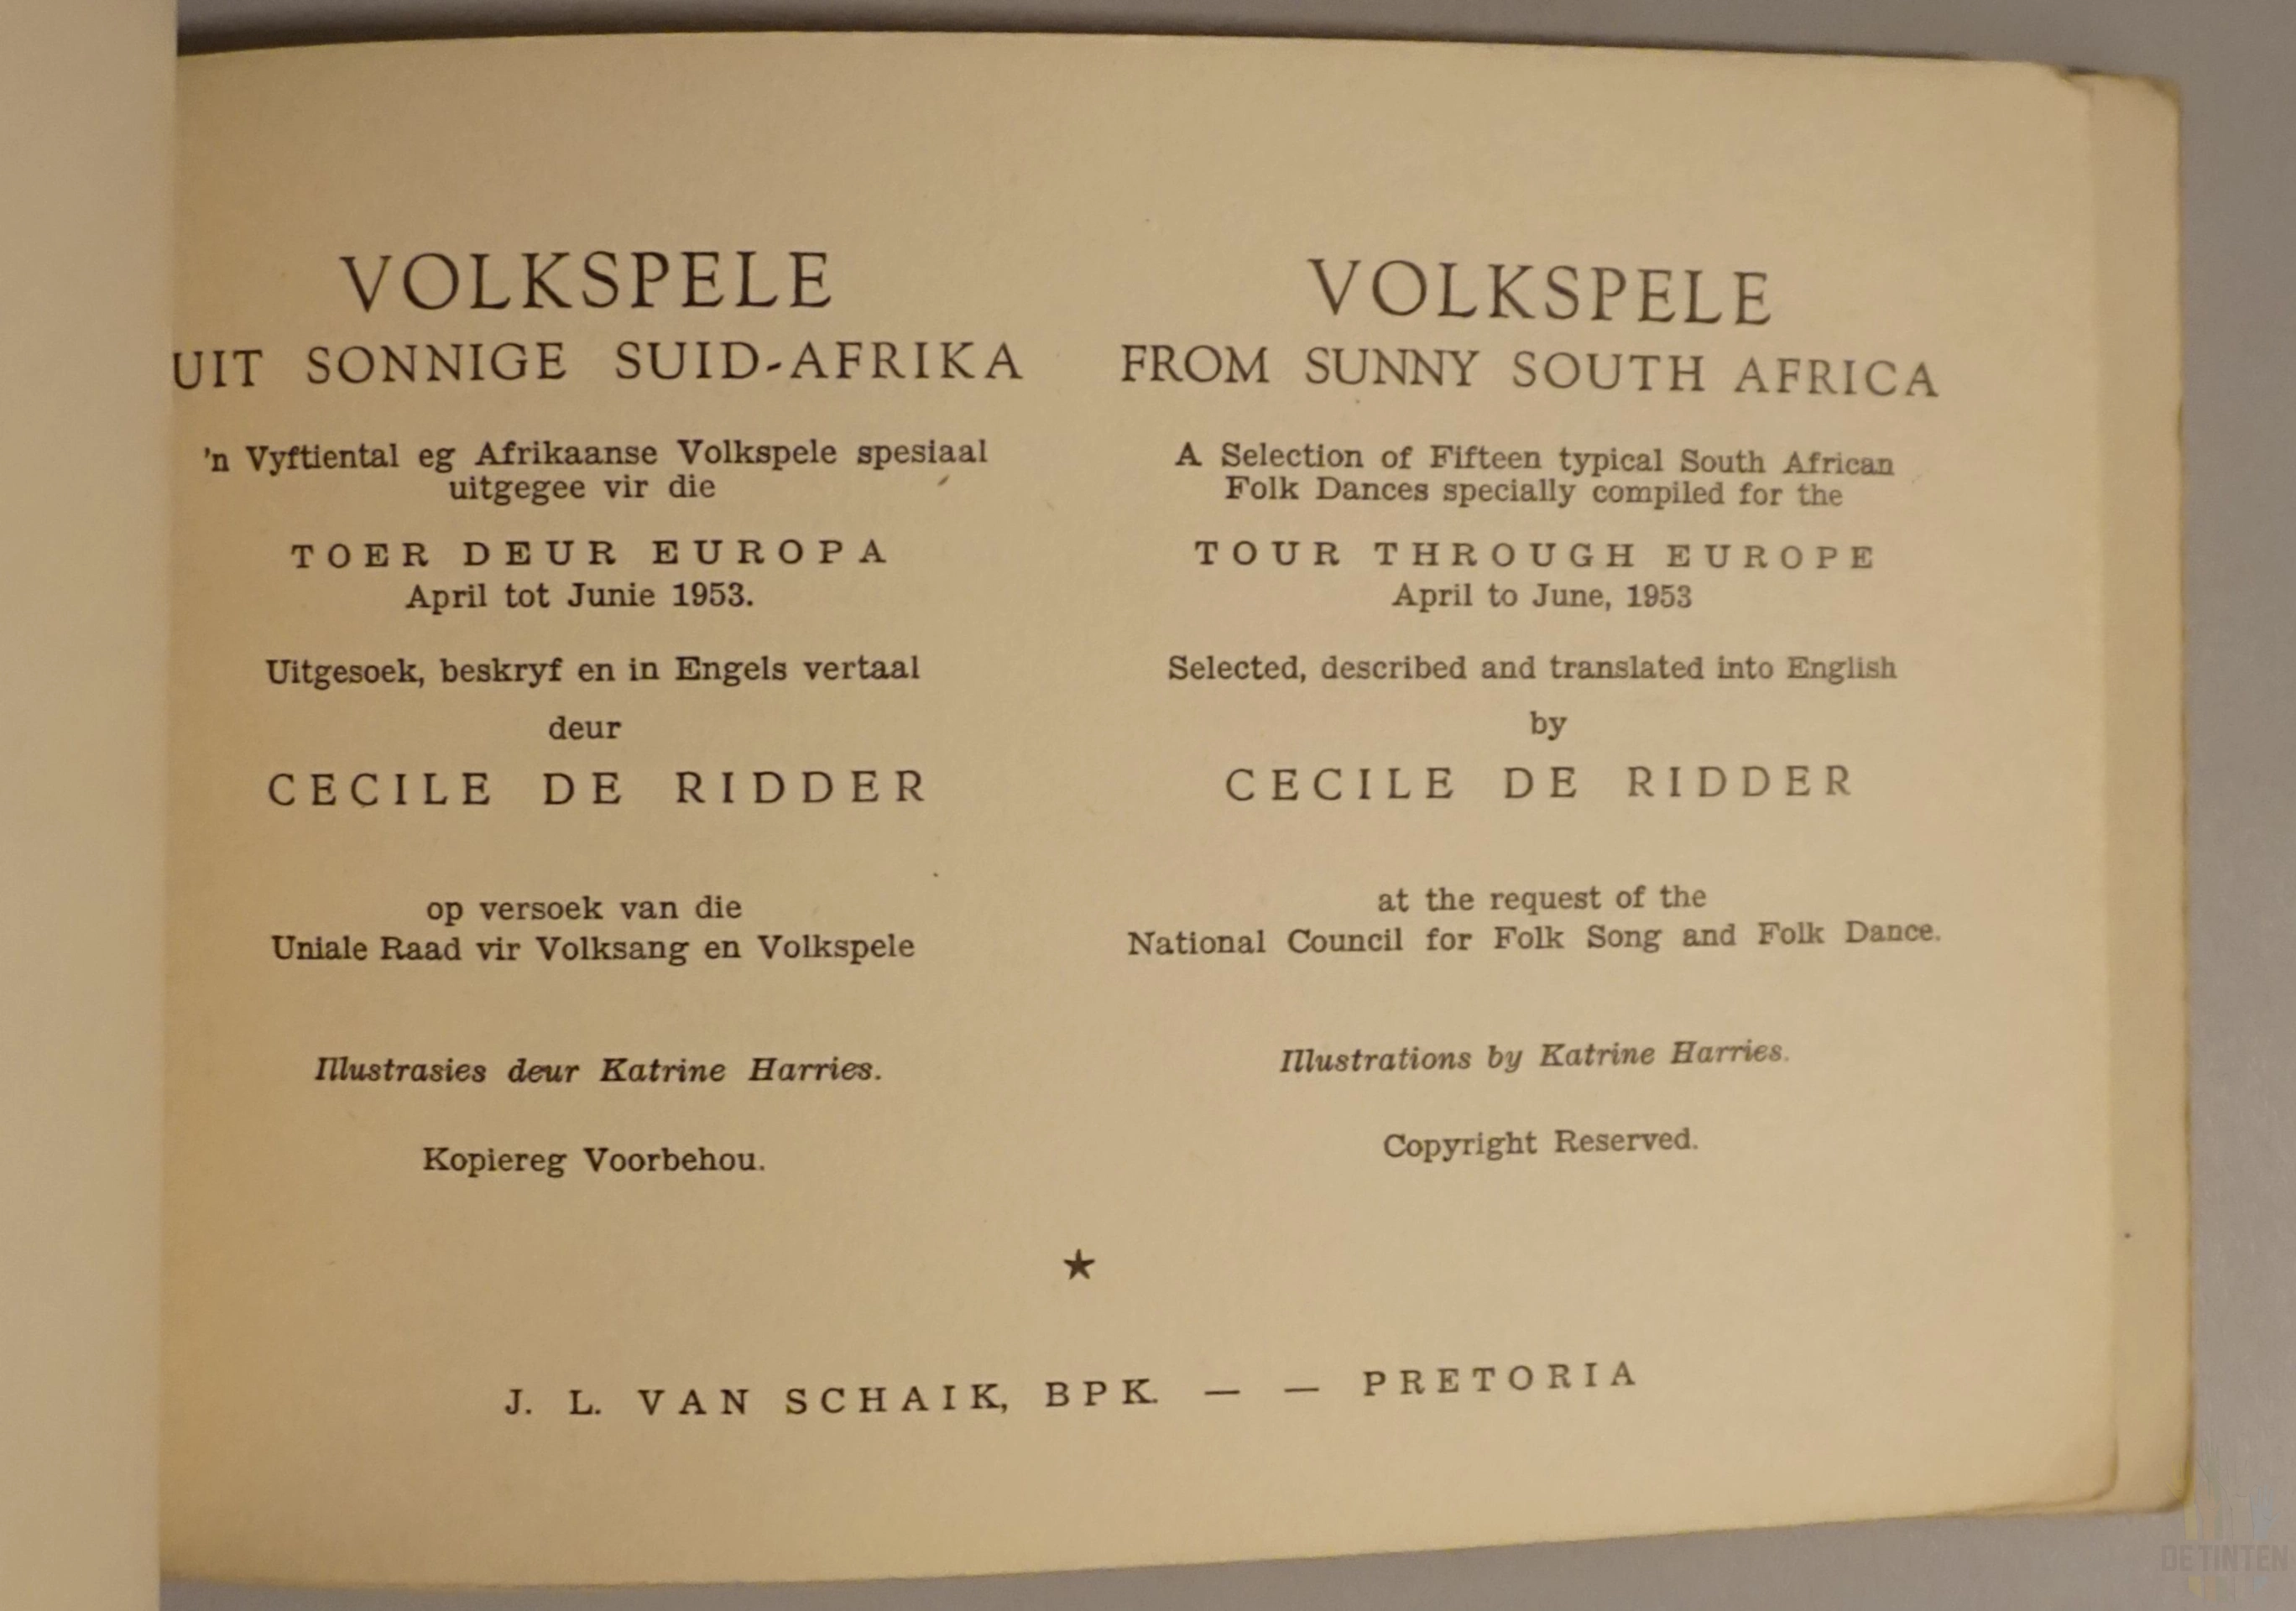 VOLKSPELE
UIT SONNIGE SUID-AFRIKA
'n Vyftiental eg Afrikaanse Volkspele spesiaal
uitgegee vir die
TOER DEUR EUROPA
April tot Junie 1953.
Uitgesoek, beskryf en in Engels vertaal
deur
CECILE DE RIDDER
op versoek van die
Uniale Raad vir Volksang en Volkspele
Illustrasies deur Katrine Harries.
Kopiereg Voorbehou.
VOLKSPELE
FROM SUNNY SOUTH AFRICA
A Selection of Fifteen typical South African
Folk Dances specially compiled for the
TOUR THROUGH EUROPE
April to June, 1953
Selected, described and translated into English
by
CECILE DE RIDDER
at the request of the
National Council for Folk Song and Folk Dance.
Illustrations by Katrine Harries.
Copyright Reserved.
J. L. VAN SCHAIK, BPK. — — PRETORIA
DE TINTEN